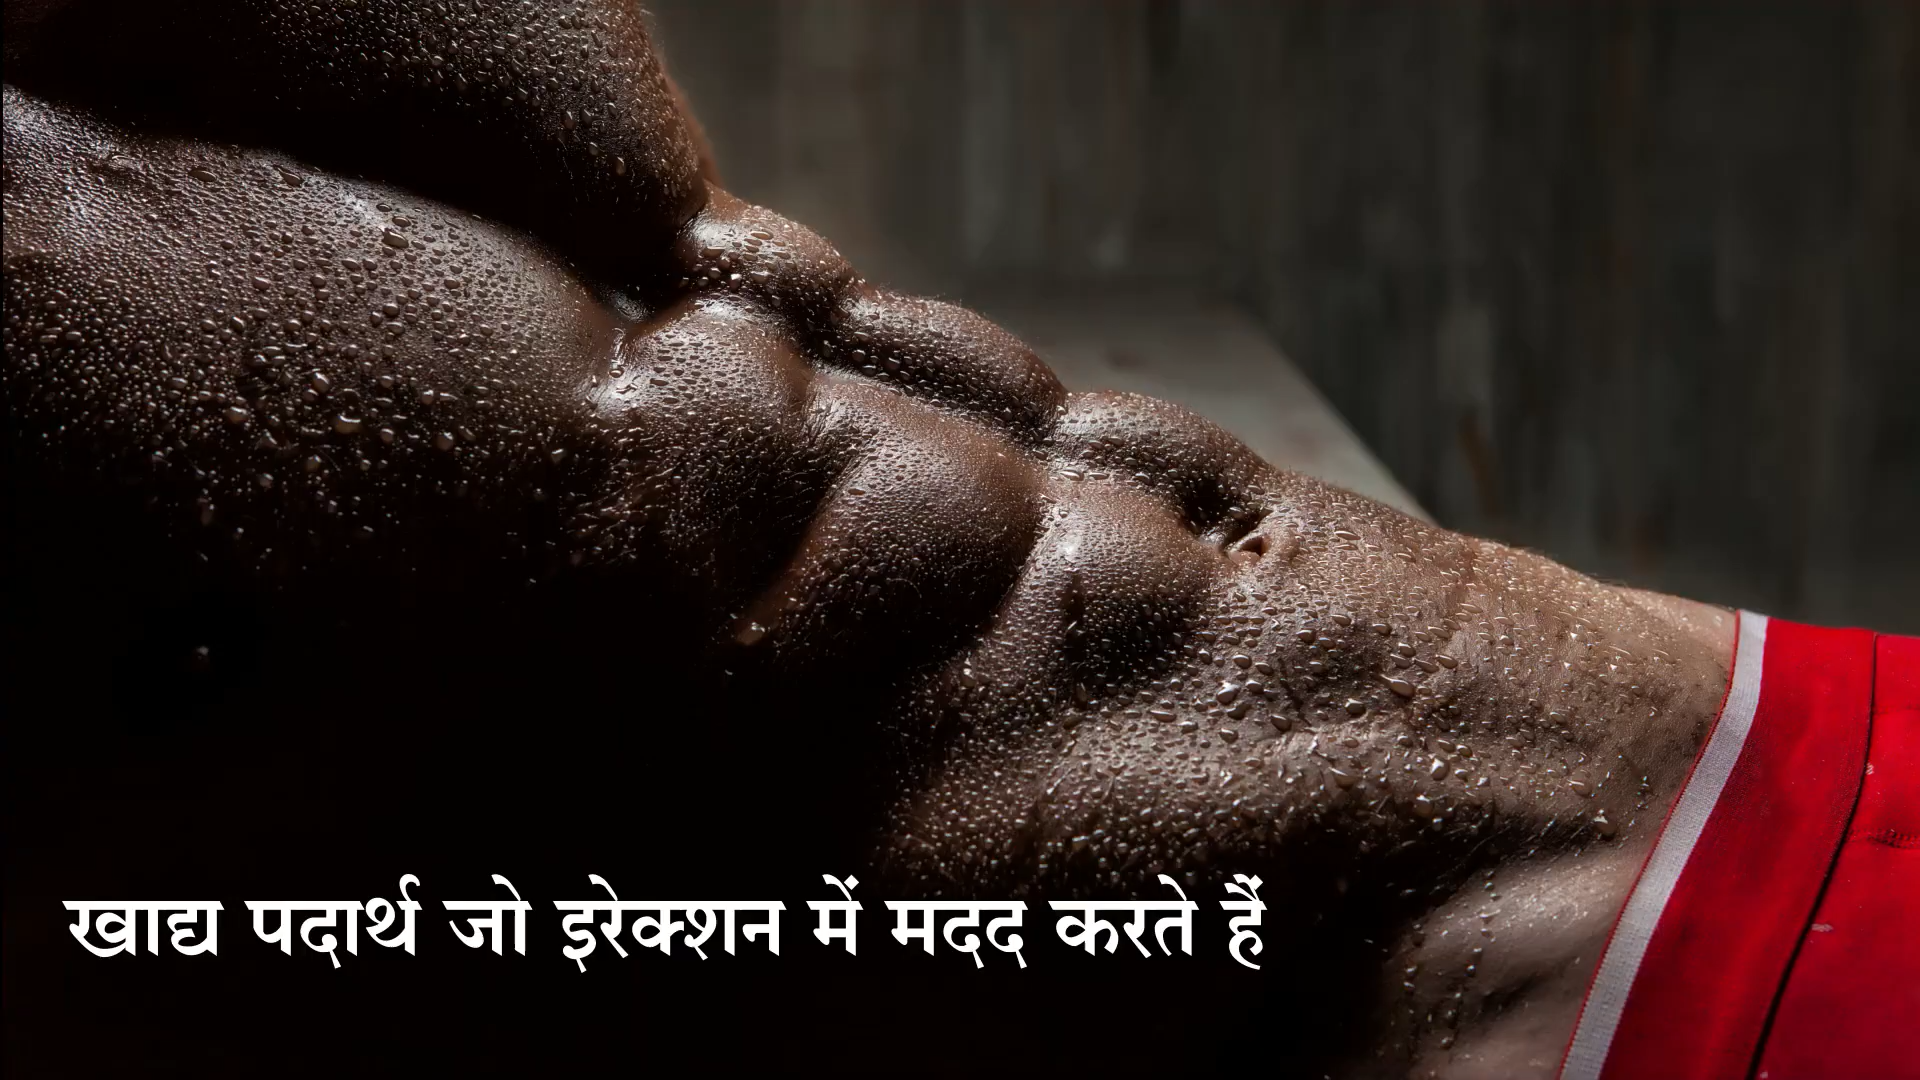 खाद्य पदार्थ जो इरेक्शन में मदद करते हैं